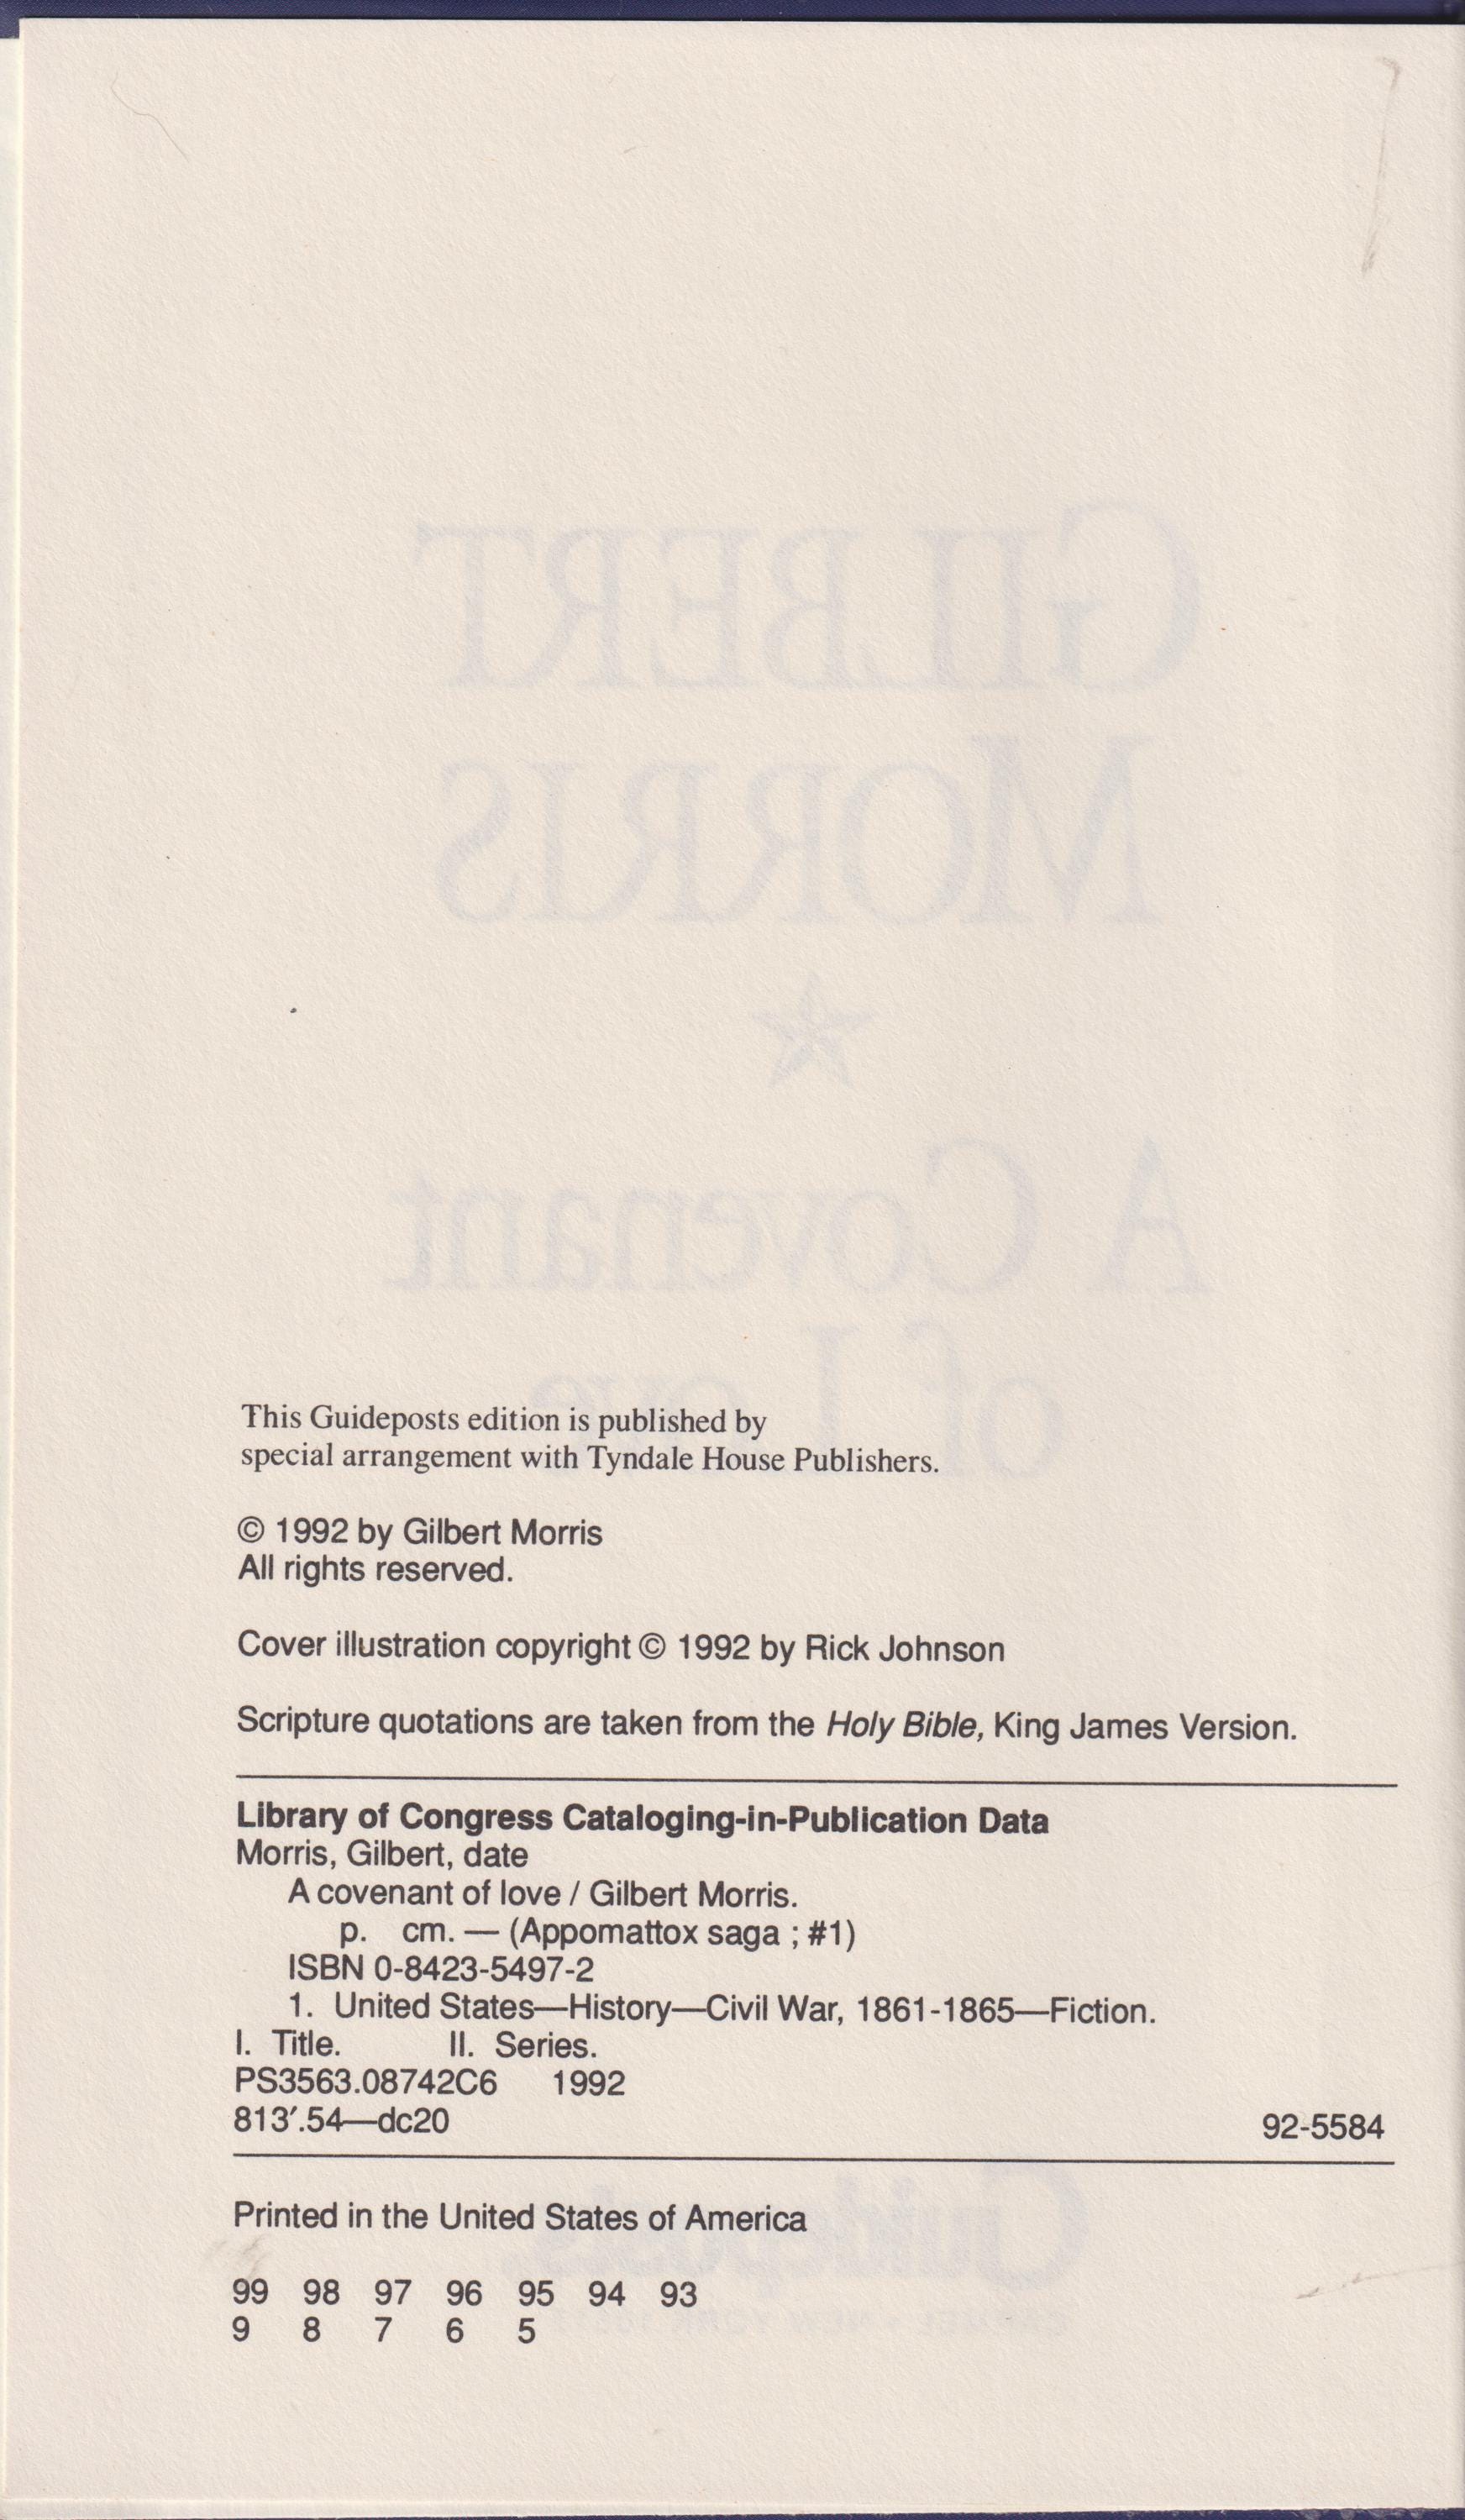 This Guideposts edition is published by
special arrangement with Tyndale House Publishers.
© 1992 by Gilbert Morris
All rights reserved.
Cover illustration copyright © 1992 by Rick Johnson
Scripture quotations are taken from the Holy Bible, King James Version.
Library of Congress Cataloging-in-Publication Data
Morris, Gilbert, date
A covenant of love / Gilbert Morris.
p. cm. — (Appomattox saga ; #1)
ISBN 0-8423-5497-2
1. United States—History—Civil War, 1861-1865—Fiction.
I. Title. II. Series.
PS3563.08742C6 1992
813′.54—dc20 92-5584
Printed in the United States of America
99 98 97 96 95 94 93
9 8 7 6 5